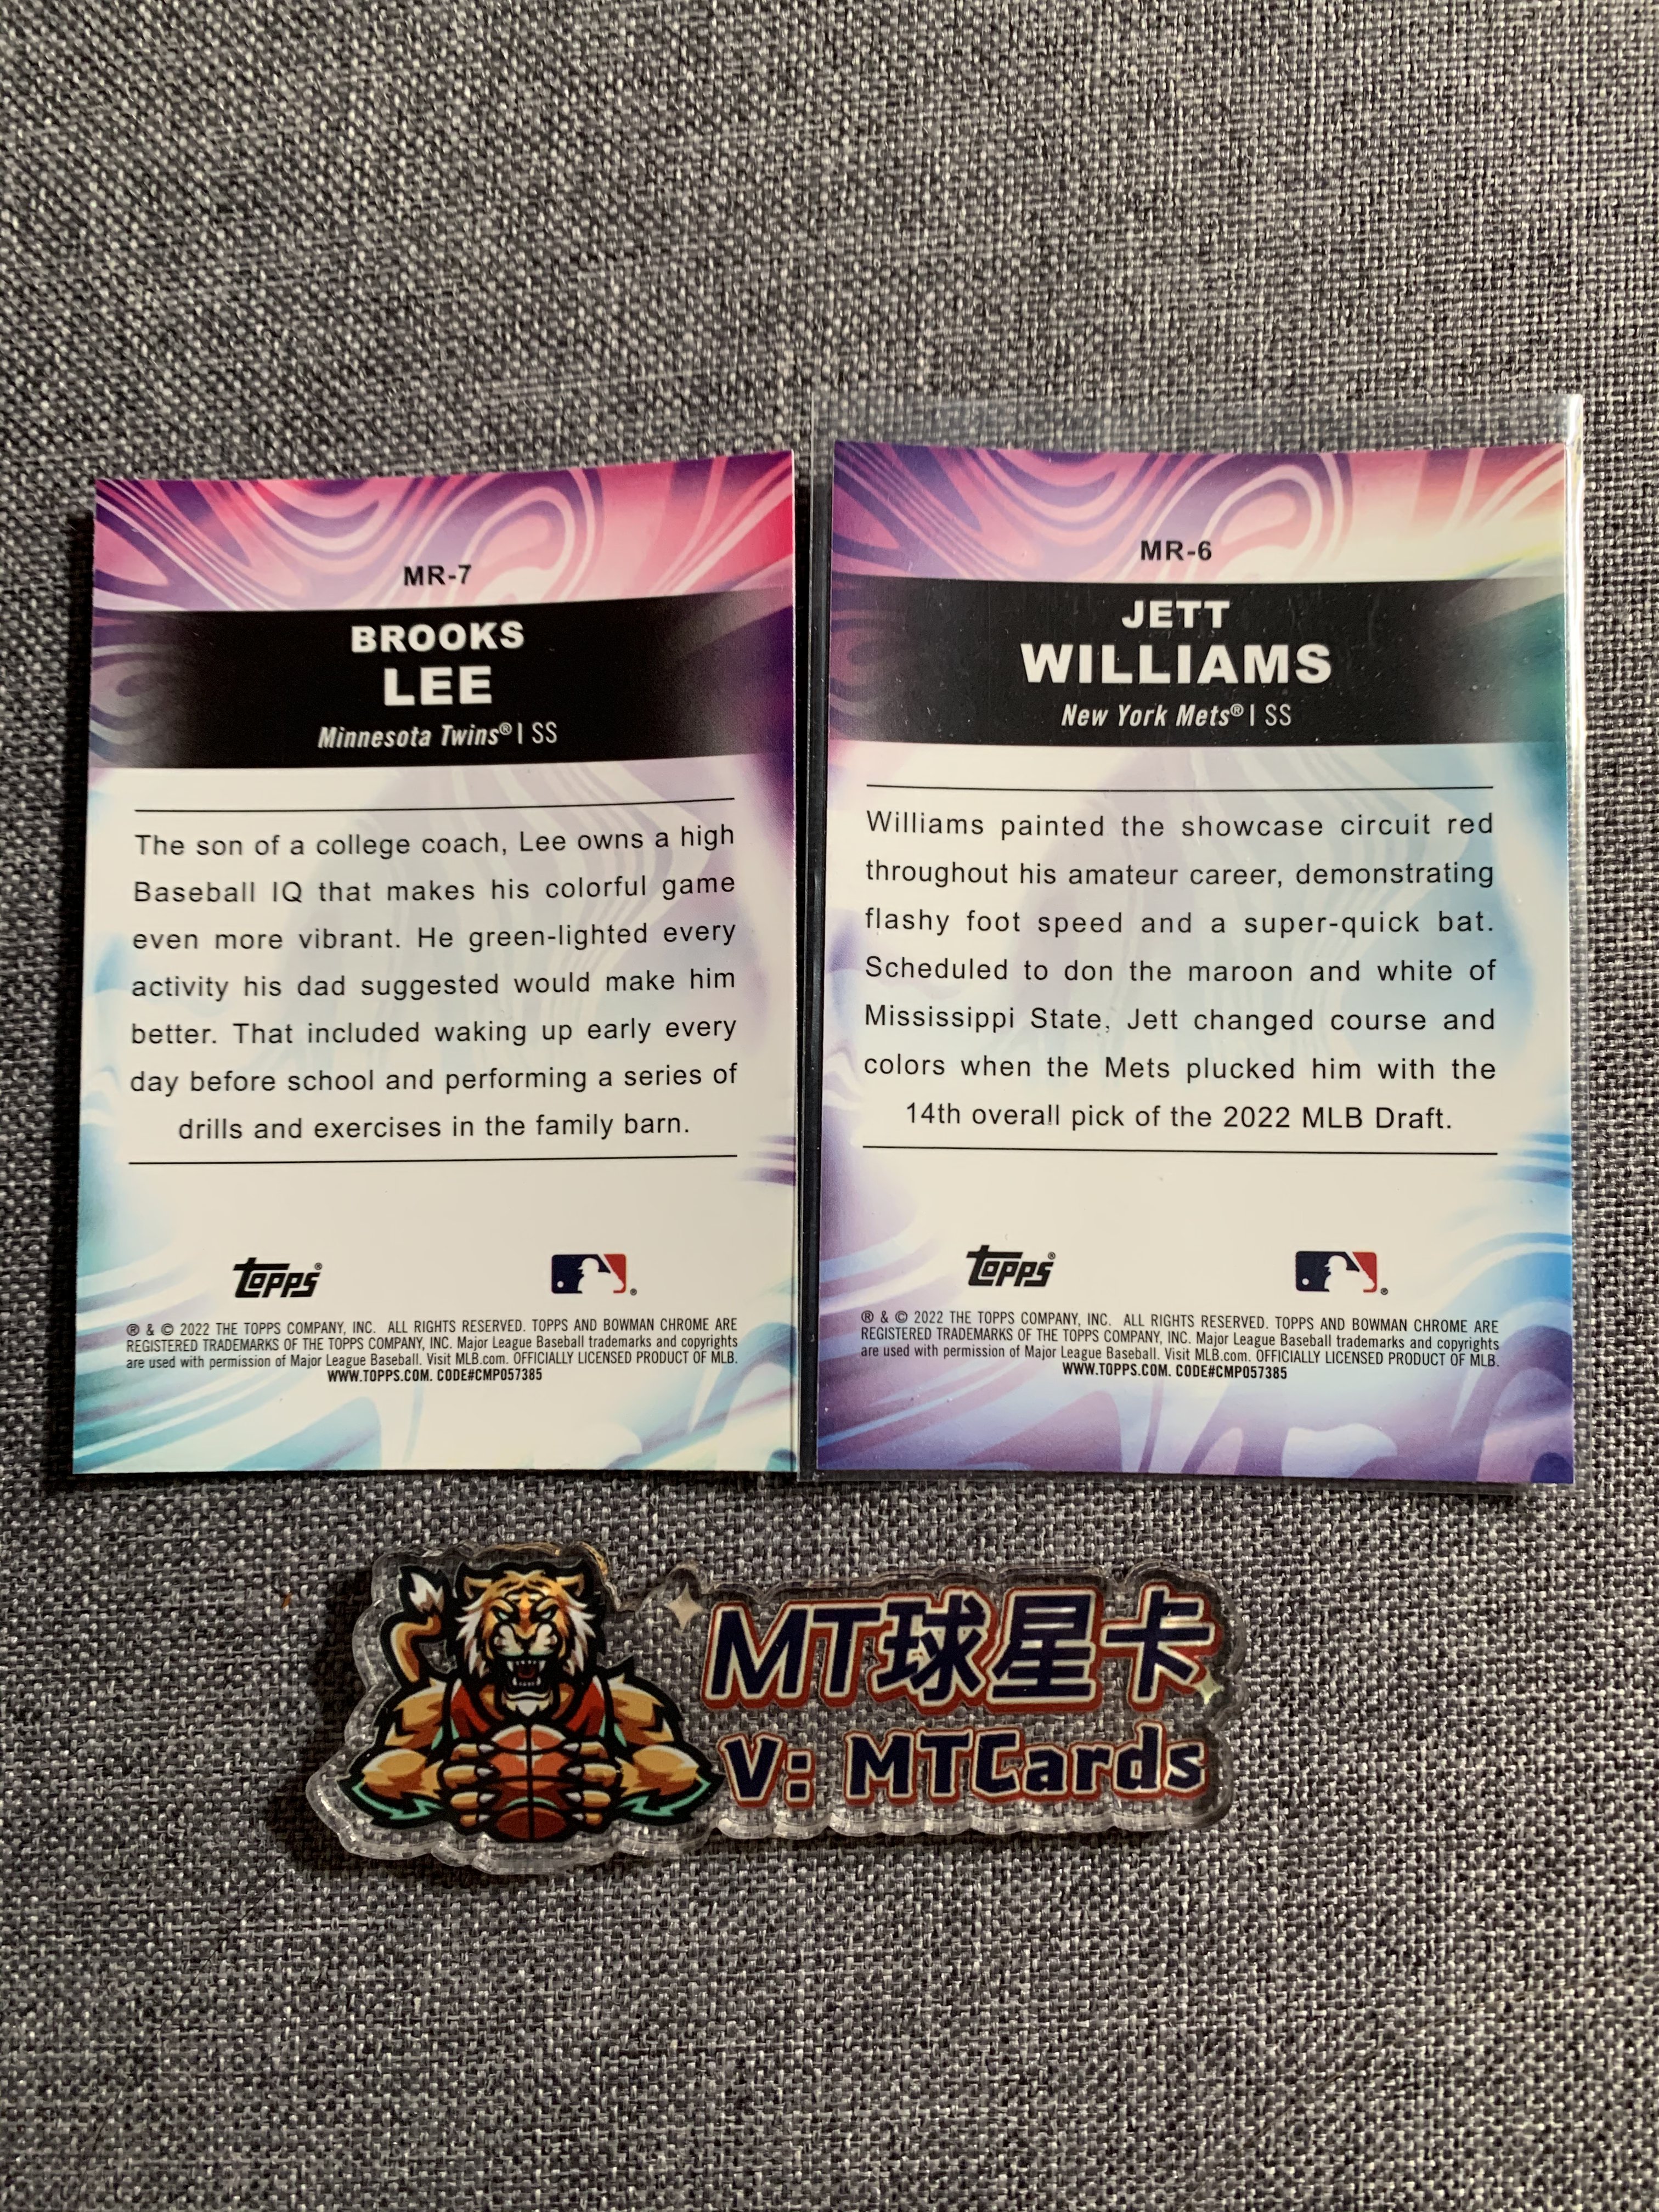 MR-7
BROOKS
LEE
Minnesota Twins® | SS
The son of a college coach, Lee owns a high
Baseball IQ that makes his colorful game
even more vibrant. He green-lighted every
activity his dad suggested would make him
better. That included waking up early every
day before school and performing a series of
drills and exercises in the family barn.
Topps®
® & © 2022 THE TOPPS COMPANY, INC. ALL RIGHTS RESERVED. TOPPS AND BOWMAN CHROME ARE
REGISTERED TRADEMARKS OF THE TOPPS COMPANY, INC. Major League Baseball trademarks and copyrights
are used with permission of Major League Baseball. Visit MLB.com. OFFICIALLY LICENSED PRODUCT OF MLB.
WWW.TOPPS.COM. CODE#CMP057385
MR-6
JETT
WILLIAMS
New York Mets® | SS
Williams painted the showcase circuit red
throughout his amateur career, demonstrating
flashy foot speed and a super-quick bat.
Scheduled to don the maroon and white of
Mississippi State, Jett changed course and
colors when the Mets plucked him with the
14th overall pick of the 2022 MLB Draft.
Topps®
® & © 2022 THE TOPPS COMPANY, INC. ALL RIGHTS RESERVED. TOPPS AND BOWMAN CHROME ARE
REGISTERED TRADEMARKS OF THE TOPPS COMPANY, INC. Major League Baseball trademarks and copyrights
are used with permission of Major League Baseball. Visit MLB.com. OFFICIALLY LICENSED PRODUCT OF MLB.
WWW.TOPPS.COM. CODE#CMP057385
MT球星卡
V: MTCards